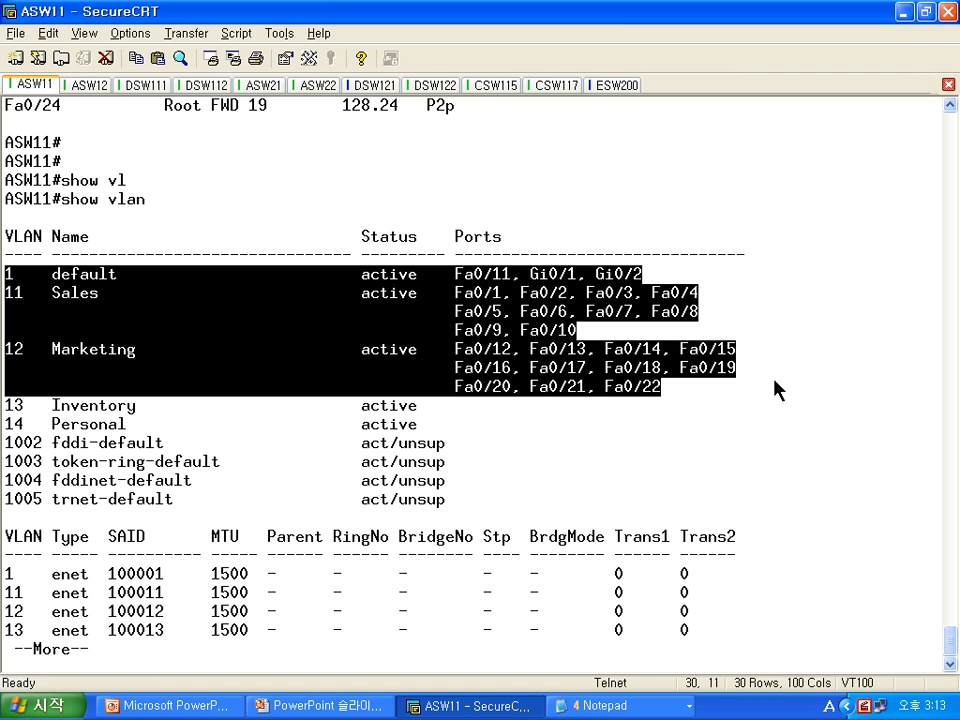 ASW11 - SecureCRT
File Edit View Options Transfer Script Tools Help
ASW11 ASW12 DSW111 DSW112 ASW21 ASW22 DSW121 DSW122 CSW115 CSW117 ESW200
Fa0/24 Root FWD 19 128.24 P2p
ASW11#
ASW11#
ASW11#show vl
ASW11#show vlan
VLAN Name Status Ports
---- -------------------------------- --------- -------------------------------
1 default active Fa0/11, Gi0/1, Gi0/2
11 Sales active Fa0/1, Fa0/2, Fa0/3, Fa0/4
Fa0/5, Fa0/6, Fa0/7, Fa0/8
Fa0/9, Fa0/10
12 Marketing active Fa0/12, Fa0/13, Fa0/14, Fa0/15
Fa0/16, Fa0/17, Fa0/18, Fa0/19
Fa0/20, Fa0/21, Fa0/22
13 Inventory active
14 Personal active
1002 fddi-default act/unsup
1003 token-ring-default act/unsup
1004 fddinet-default act/unsup
1005 trnet-default act/unsup
VLAN Type SAID MTU Parent RingNo BridgeNo Stp BrdgMode Trans1 Trans2
---- ----- ---------- ----- ------ ------ -------- ---- -------- ------ ------
1 enet 100001 1500 - - - - - 0 0
11 enet 100011 1500 - - - - - 0 0
12 enet 100012 1500 - - - - - 0 0
13 enet 100013 1500 - - - - - 0 0
--More--
Ready Telnet 30, 11 30 Rows, 100 Cols VT100
시작 Microsoft PowerP... PowerPoint 슬라이... ASW11 - SecureC... 4 Notepad A 오후 3:13